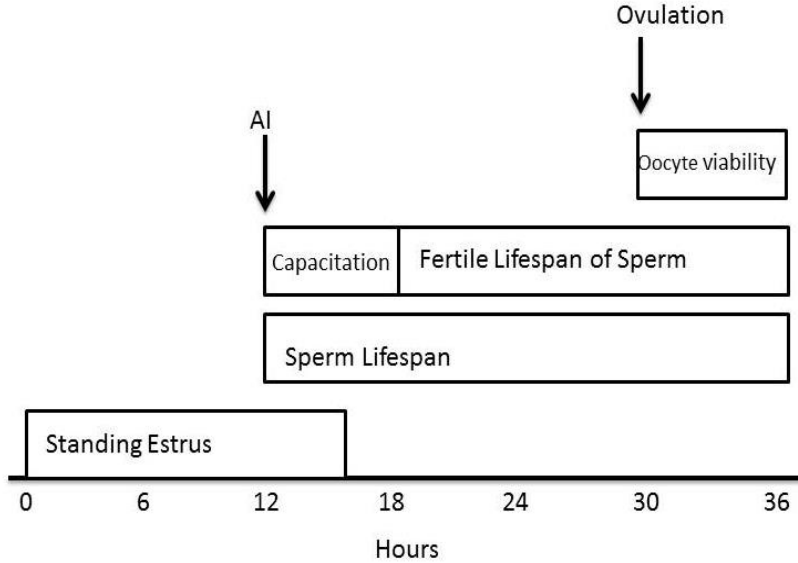 Ovulation
AI
Oocyte viability
Capacitation
Fertile Lifespan of Sperm
Sperm Lifespan
Standing Estrus
0 6 12 18 24 30 36
Hours